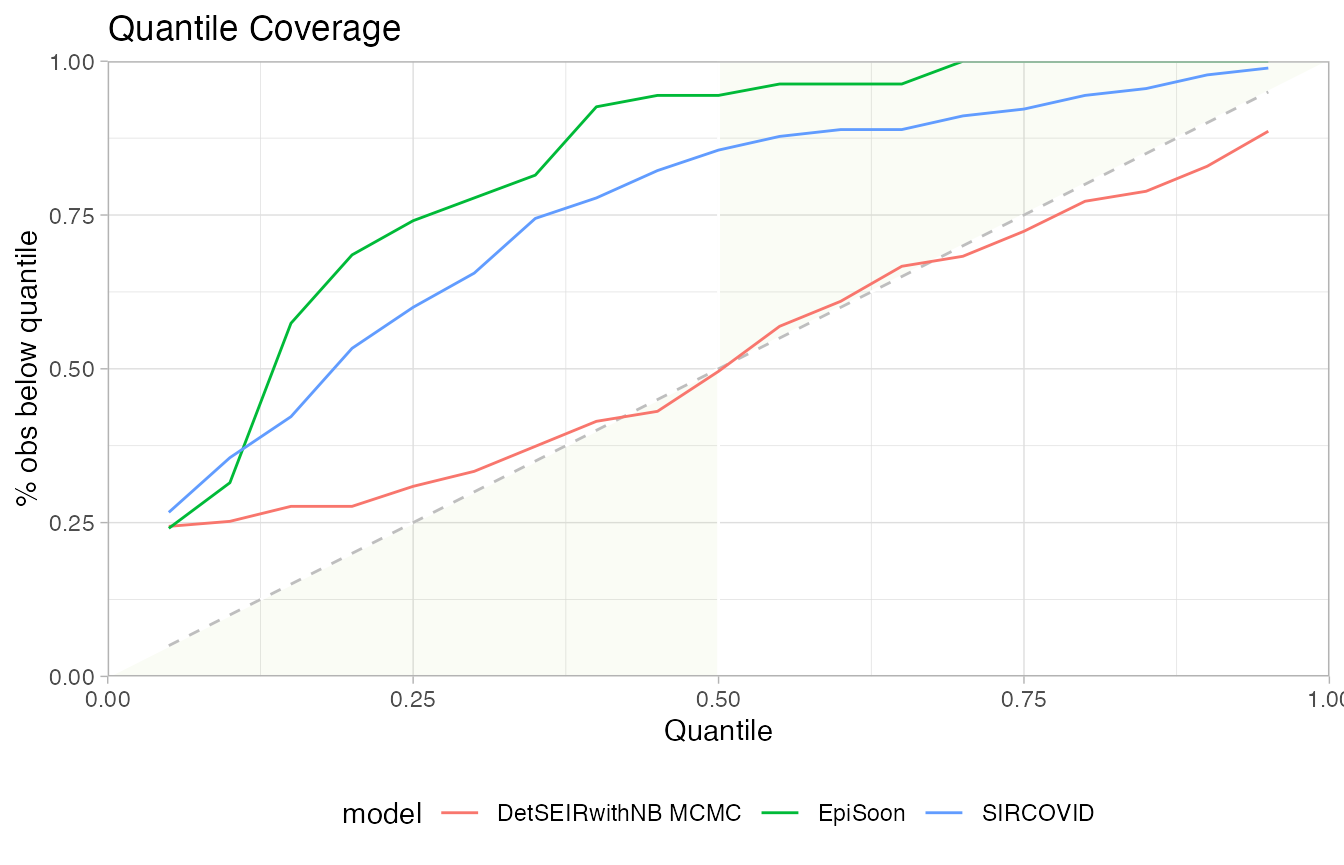 Quantile Coverage
1.00
0.75
0.50
0.25
0.00
% obs below quantile
0.00 0.25 0.50 0.75 1.00
Quantile
model DetSEIRwithNB MCMC EpiSoon SIRCOVID